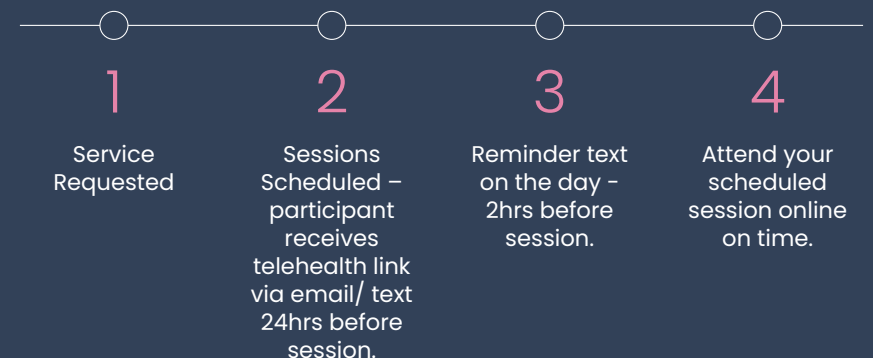 1
Service
Requested
2
Sessions
Scheduled –
participant
receives
telehealth link
via email/ text
24hrs before
session.
3
Reminder text
on the day -
2hrs before
session.
4
Attend your
scheduled
session online
on time.